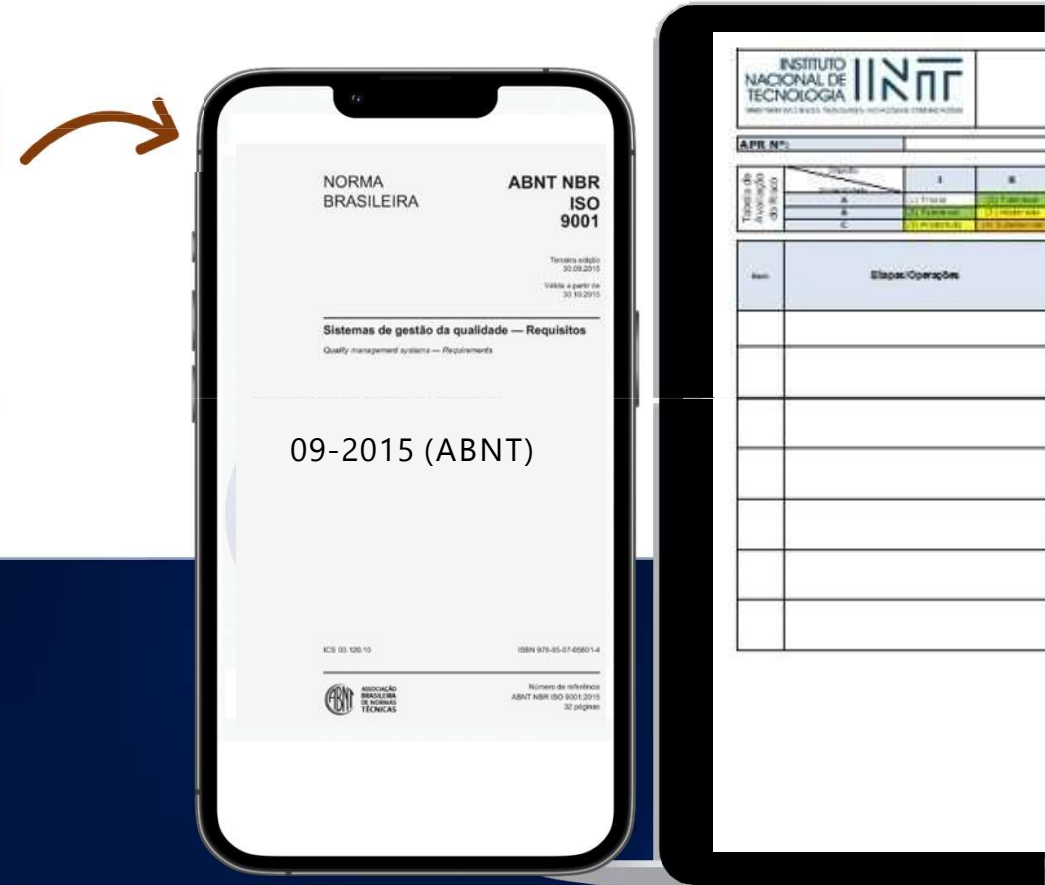 NORMA
BRASILEIRA
ABNT NBR
ISO
9001
Terceira edição
30.09.2015
Válida a partir de
30.10.2015
Sistemas de gestão da qualidade — Requisitos
Quality management systems — Requirements
09-2015 (ABNT)
ICS 03.120.10
ISBN 978-85-07-05801-4
ABNT
ASSOCIAÇÃO
BRASILEIRA
DE NORMAS
TÉCNICAS
Número de referência
ABNT NBR ISO 9001:2015
32 páginas
INSTITUTO
NACIONAL DE
TECNOLOGIA
INT
APR Nº:
Tabela de
Avaliação
do Risco
I
II
A
B
C
Item
Etapas/Operações